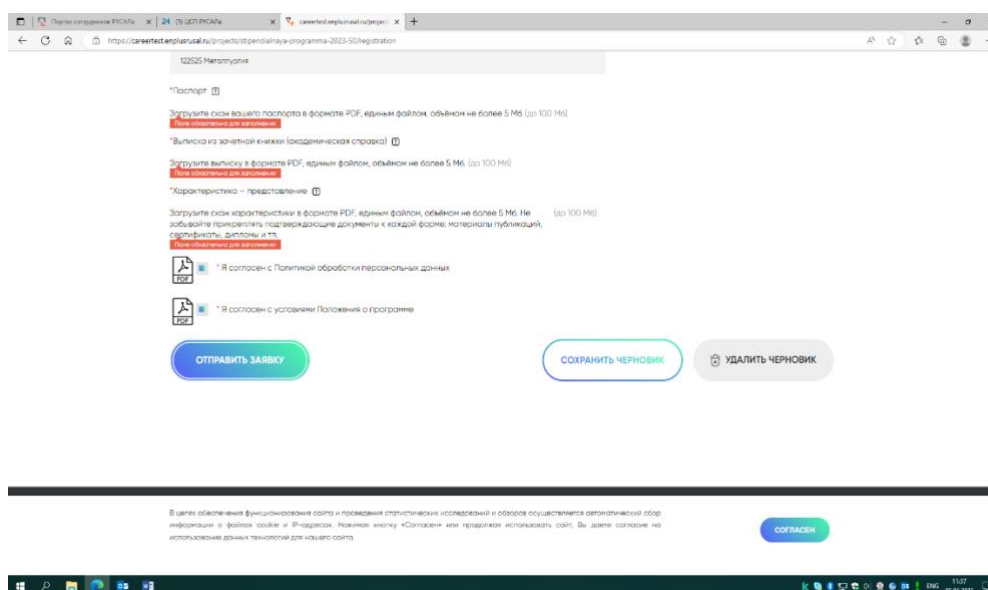 Портал сотрудников РУСАЛа
24 (3) ЦСП РУСАЛа
careertest.enplusrusal.ru/project
https://careertest.enplusrusal.ru/projects/stipendialnaya-programma-2023-50/registration
122525 Металлургия
*Паспорт
Загрузите скан вашего паспорта в формате PDF, единым файлом, объёмом не более 5 Мб (до 100 Мб)
Поле обязательно для заполнения
*Выписка из зачетной книжки (академическая справка)
Загрузите выписку в формате PDF, единым файлом, объёмом не более 5 Мб. (до 100 Мб)
Поле обязательно для заполнения
*Характеристика – представление
Загрузите скан характеристики в формате PDF, единым файлом, объёмом не более 5 Мб. Не (до 100 Мб)
забывайте прикреплять подтверждающие документы к каждой форме: материалы публикаций,
сертификаты, дипломы и тп.
Поле обязательно для заполнения
PDF * Я согласен с Политикой обработки персональных данных
PDF * Я согласен с условиями Положения о программе
ОТПРАВИТЬ ЗАЯВКУ СОХРАНИТЬ ЧЕРНОВИК УДАЛИТЬ ЧЕРНОВИК
В целях обеспечения функционирования сайта и проведения статистических исследований и обзоров осуществляется автоматический сбор
информации о файлах cookie и IP-адресах. Нажимая кнопку «Согласен» или продолжая использовать сайт, Вы даете согласие на
использование данных технологий для нашего сайта.
СОГЛАСЕН
ENG 11:57